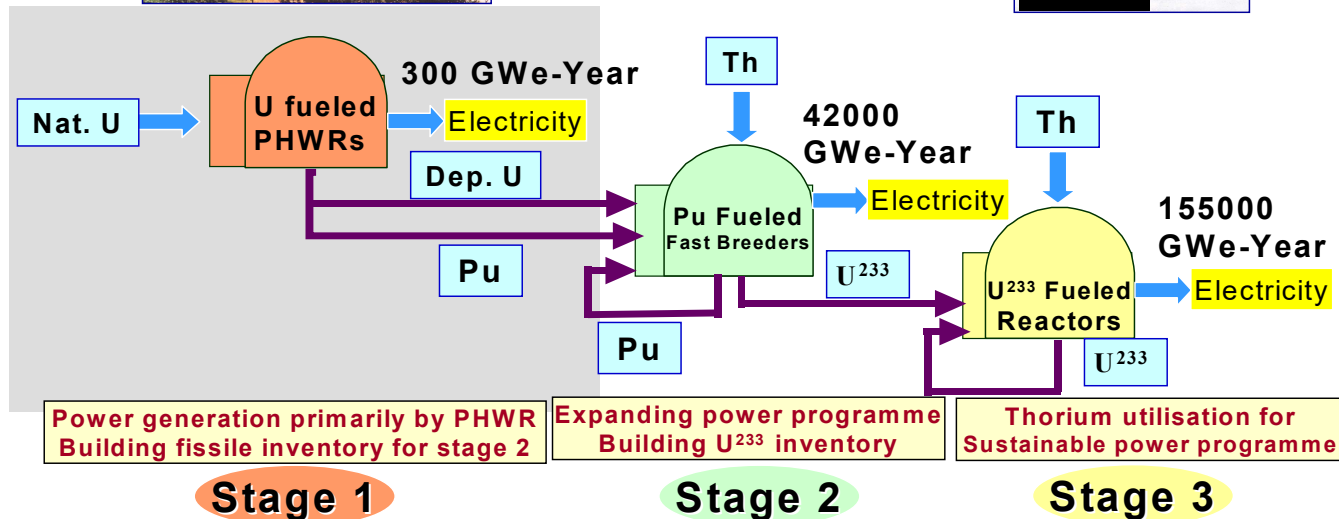 Nat. U
U fueled
PHWRs
300 GWe-Year
Electricity
Dep. U
Pu
Th
Pu Fueled
Fast Breeders
42000
GWe-Year
Electricity
Pu
U²³³
Th
U²³³ Fueled
Reactors
155000
GWe-Year
Electricity
U²³³
Power generation primarily by PHWR
Building fissile inventory for stage 2
Expanding power programme
Building U²³³ inventory
Thorium utilisation for
Sustainable power programme
Stage 1
Stage 2
Stage 3